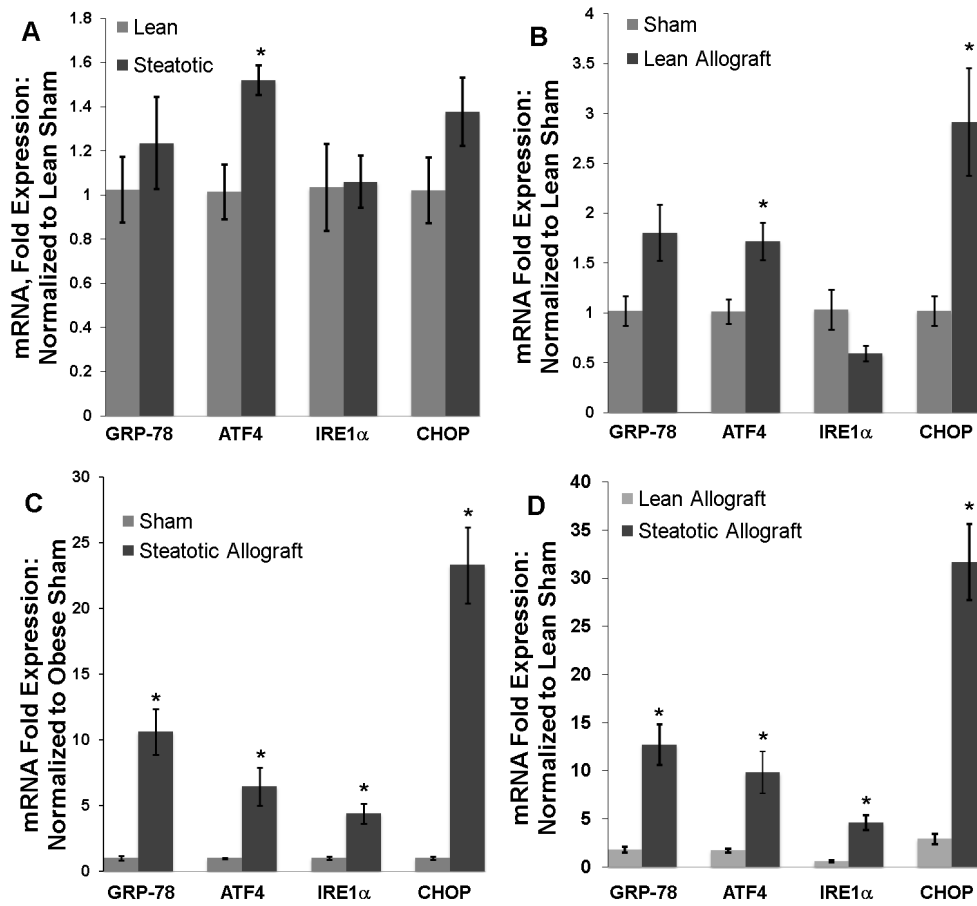 A
Lean
Steatotic
mRNA, Fold Expression:
Normalized to Lean Sham
1.8
1.6
1.4
1.2
1
0.8
0.6
0.4
0.2
0
*
GRP-78 ATF4 IRE1α CHOP
B
Sham
Lean Allograft
mRNA Fold Expression:
Normalized to Lean Sham
4
3.5
3
2.5
2
1.5
1
0.5
0
* *
GRP-78 ATF4 IRE1α CHOP
C
Sham
Steatotic Allograft
mRNA Fold Expression:
Normalized to Obese Sham
30
25
20
15
10
5
0
* * * *
GRP-78 ATF4 IRE1α CHOP
D
Lean Allograft
Steatotic Allograft
mRNA Fold Expression:
Normalized to Lean Sham
40
35
30
25
20
15
10
5
0
* * * *
GRP-78 ATF4 IRE1α CHOP